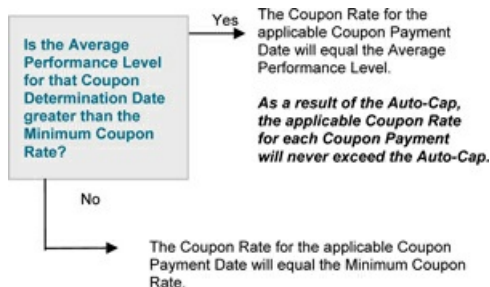 Is the Average
Performance Level
for that Coupon
Determination Date
greater than the
Minimum Coupon
Rate?
Yes
The Coupon Rate for the
applicable Coupon Payment
Date will equal the Average
Performance Level.
As a result of the Auto-Cap,
the applicable Coupon Rate
for each Coupon Payment
will never exceed the Auto-Cap.
No
The Coupon Rate for the applicable Coupon
Payment Date will equal the Minimum Coupon
Rate.